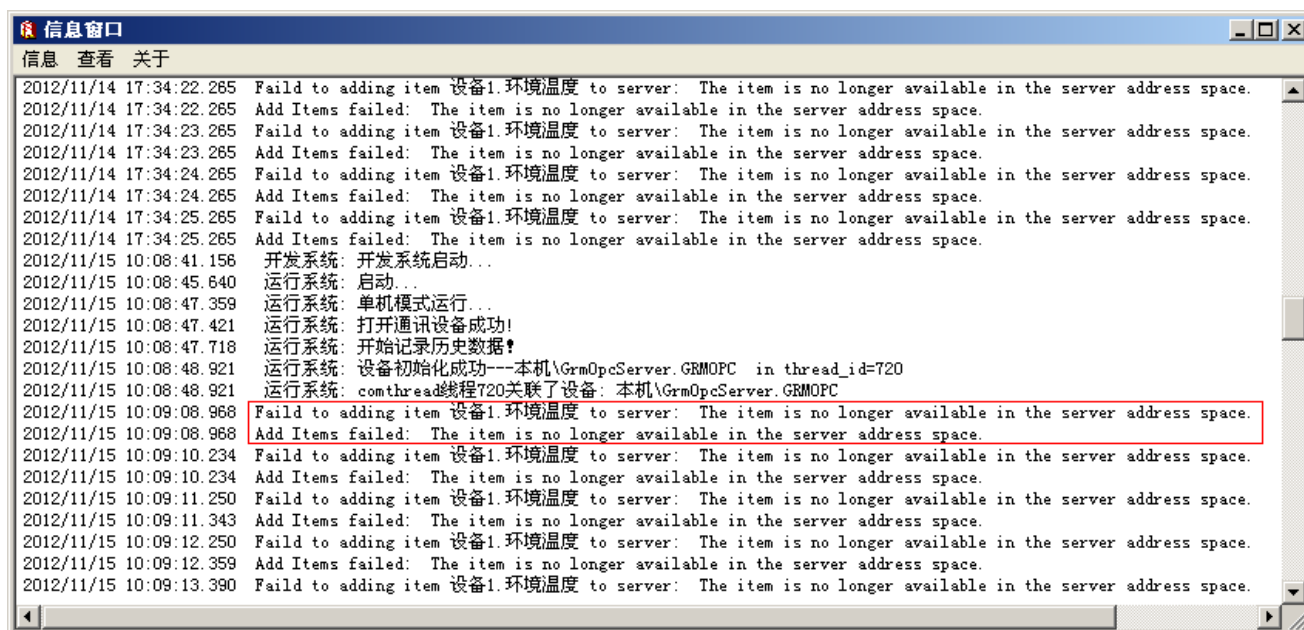 信息窗口
信息 查看 关于
2012/11/14 17:34:22.265 Faild to adding item 设备1.环境温度 to server: The item is no longer available in the server address space.
2012/11/14 17:34:22.265 Add Items failed: The item is no longer available in the server address space.
2012/11/14 17:34:23.265 Faild to adding item 设备1.环境温度 to server: The item is no longer available in the server address space.
2012/11/14 17:34:23.265 Add Items failed: The item is no longer available in the server address space.
2012/11/14 17:34:24.265 Faild to adding item 设备1.环境温度 to server: The item is no longer available in the server address space.
2012/11/14 17:34:24.265 Add Items failed: The item is no longer available in the server address space.
2012/11/14 17:34:25.265 Faild to adding item 设备1.环境温度 to server: The item is no longer available in the server address space.
2012/11/14 17:34:25.265 Add Items failed: The item is no longer available in the server address space.
2012/11/15 10:08:41.156 开发系统: 开发系统启动...
2012/11/15 10:08:45.640 运行系统: 启动...
2012/11/15 10:08:47.359 运行系统: 单机模式运行...
2012/11/15 10:08:47.421 运行系统: 打开通讯设备成功!
2012/11/15 10:08:47.718 运行系统: 开始记录历史数据!
2012/11/15 10:08:48.921 运行系统: 设备初始化成功---本机\GrmOpcServer.GRMOPC in thread_id=720
2012/11/15 10:08:48.921 运行系统: comthread线程720关联了设备: 本机\GrmOpcServer.GRMOPC
2012/11/15 10:09:08.968 Faild to adding item 设备1.环境温度 to server: The item is no longer available in the server address space.
2012/11/15 10:09:08.968 Add Items failed: The item is no longer available in the server address space.
2012/11/15 10:09:10.234 Faild to adding item 设备1.环境温度 to server: The item is no longer available in the server address space.
2012/11/15 10:09:10.234 Add Items failed: The item is no longer available in the server address space.
2012/11/15 10:09:11.250 Faild to adding item 设备1.环境温度 to server: The item is no longer available in the server address space.
2012/11/15 10:09:11.343 Add Items failed: The item is no longer available in the server address space.
2012/11/15 10:09:12.250 Faild to adding item 设备1.环境温度 to server: The item is no longer available in the server address space.
2012/11/15 10:09:12.359 Add Items failed: The item is no longer available in the server address space.
2012/11/15 10:09:13.390 Faild to adding item 设备1.环境温度 to server: The item is no longer available in the server address space.